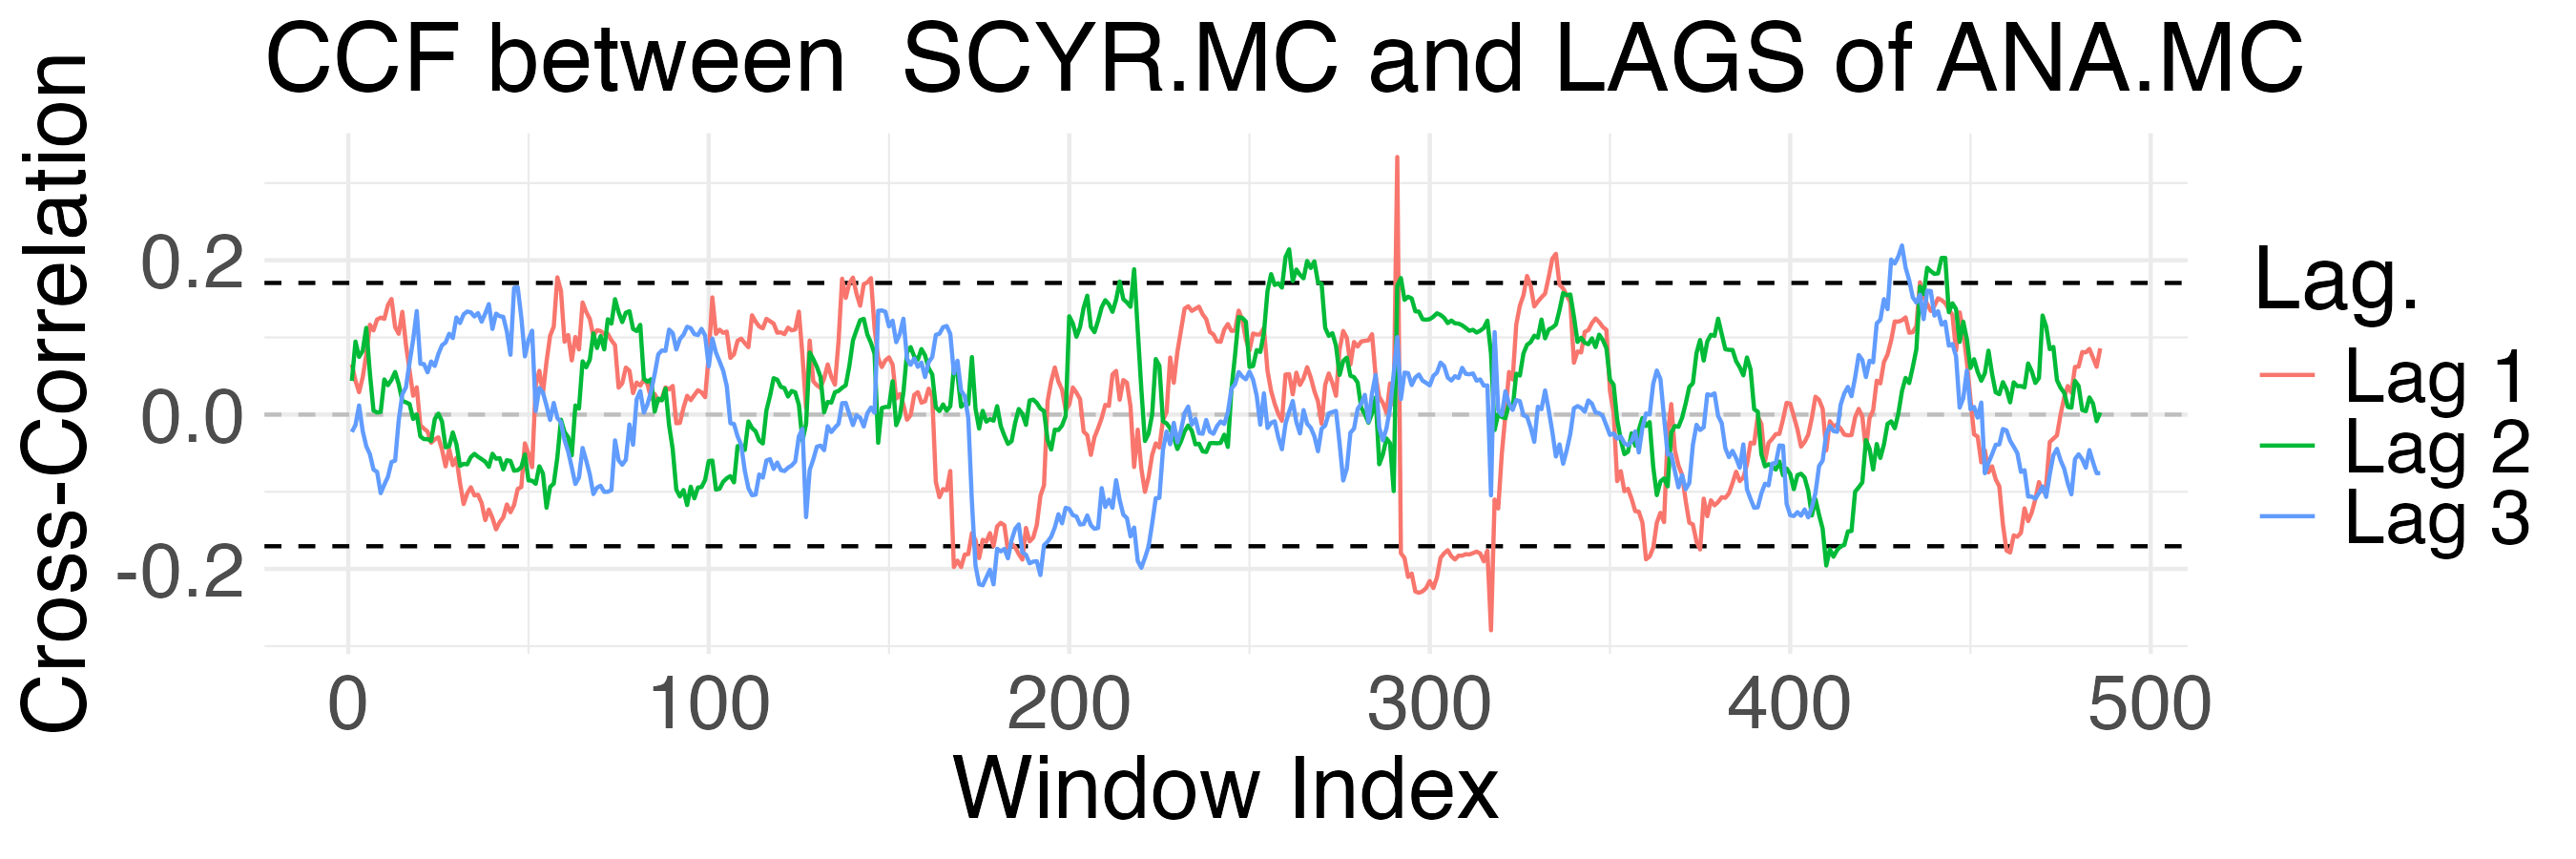 CCF between  SCYR.MC and LAGS of ANA.MC
Cross-Correlation
0.2
0.0
-0.2
0 100 200 300 400 500
Window Index
Lag.
Lag 1
Lag 2
Lag 3